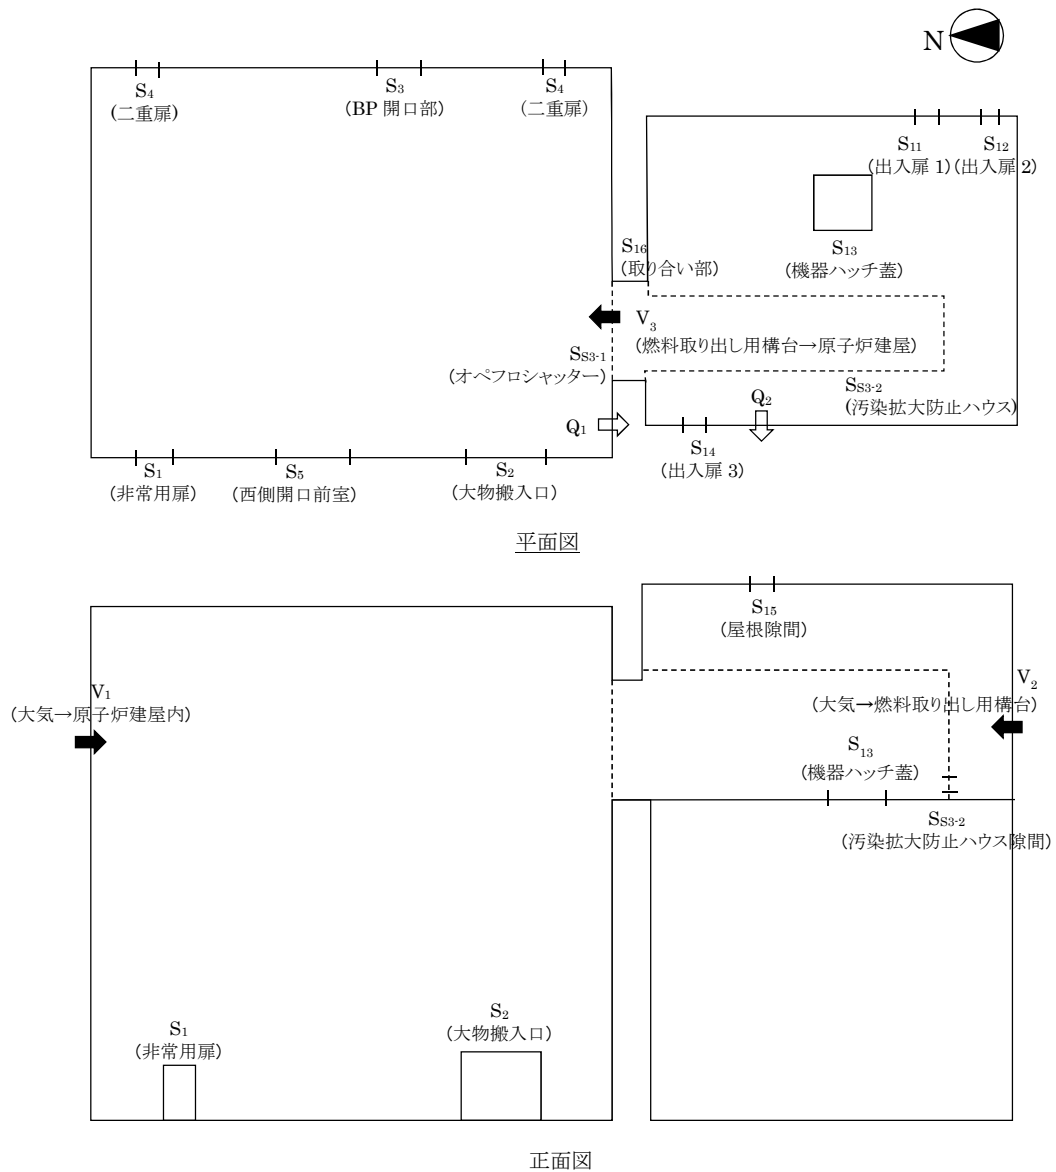 N
S4
(二重扉)
S3
(BP 開口部)
S4
(二重扉)
S11
(出入扉 1)
S12
(出入扉 2)
S13
(機器ハッチ蓋)
S16
(取り合い部)
V3
(燃料取り出し用構台→原子炉建屋)
SS3-1
(オペフロシャッター)
SS3-2
(汚染拡大防止ハウス)
Q1
Q2
S14
(出入扉 3)
S1
(非常用扉)
S5
(西側開口前室)
S2
(大物搬入口)
平面図
S15
(屋根隙間)
V1
(大気→原子炉建屋内)
V2
(大気→燃料取り出し用構台)
S13
(機器ハッチ蓋)
SS3-2
(汚染拡大防止ハウス隙間)
S1
(非常用扉)
S2
(大物搬入口)
正面図